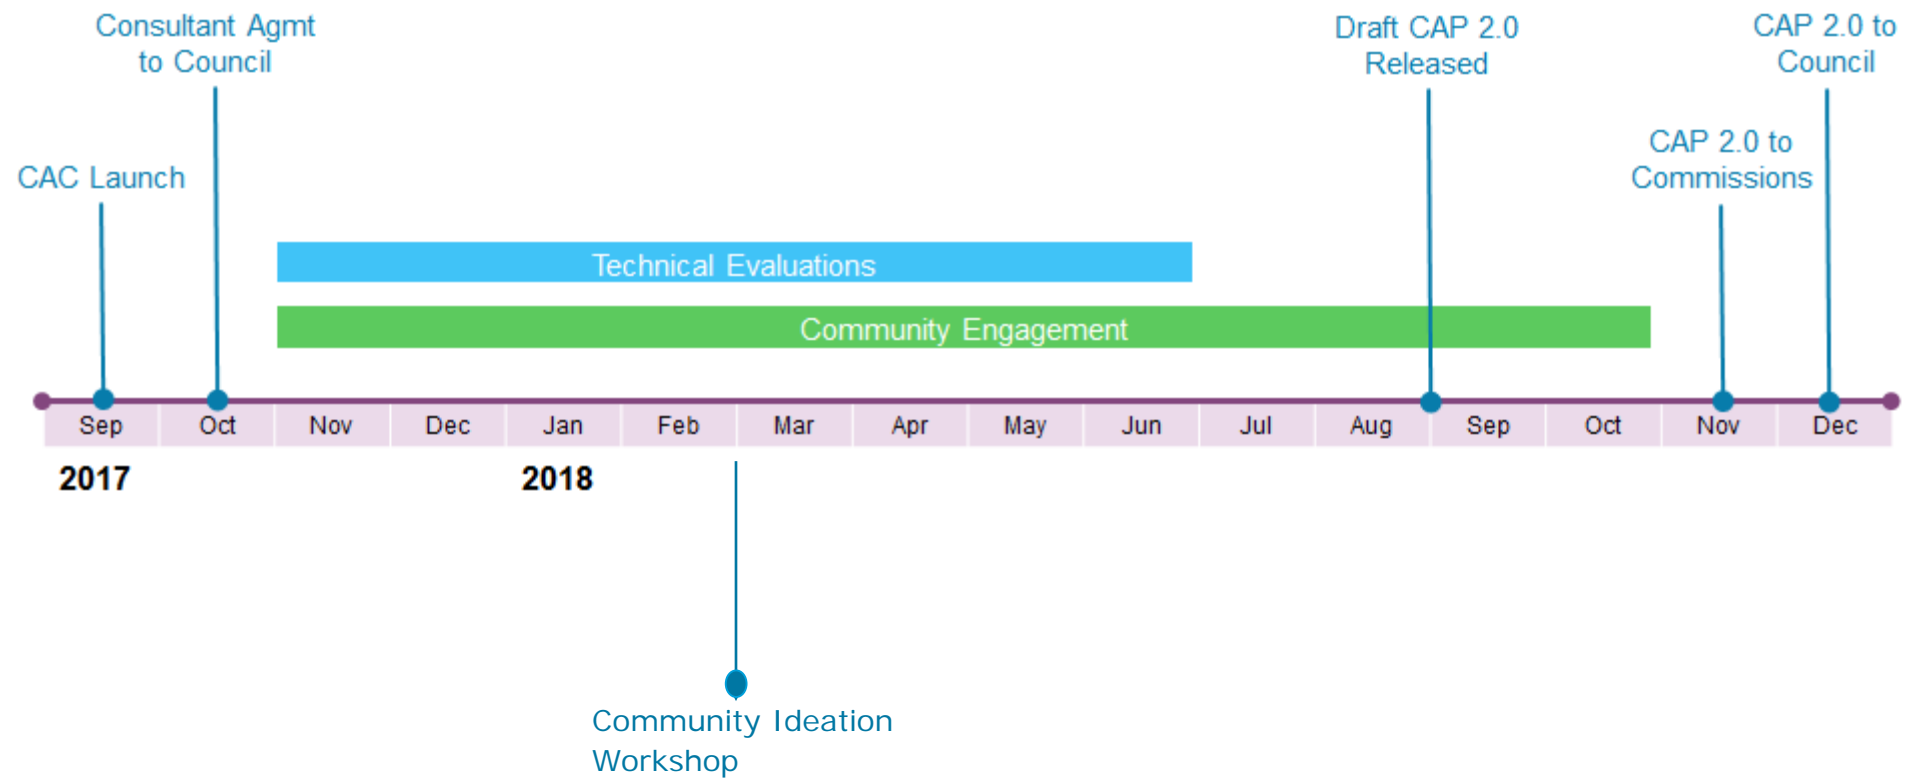 Consultant Agmt
to Council
Draft CAP 2.0
Released
CAP 2.0 to
Council
CAC Launch
CAP 2.0 to
Commissions
Technical Evaluations
Community Engagement
Sep Oct Nov Dec Jan Feb Mar Apr May Jun Jul Aug Sep Oct Nov Dec
2017 2018
Community Ideation
Workshop